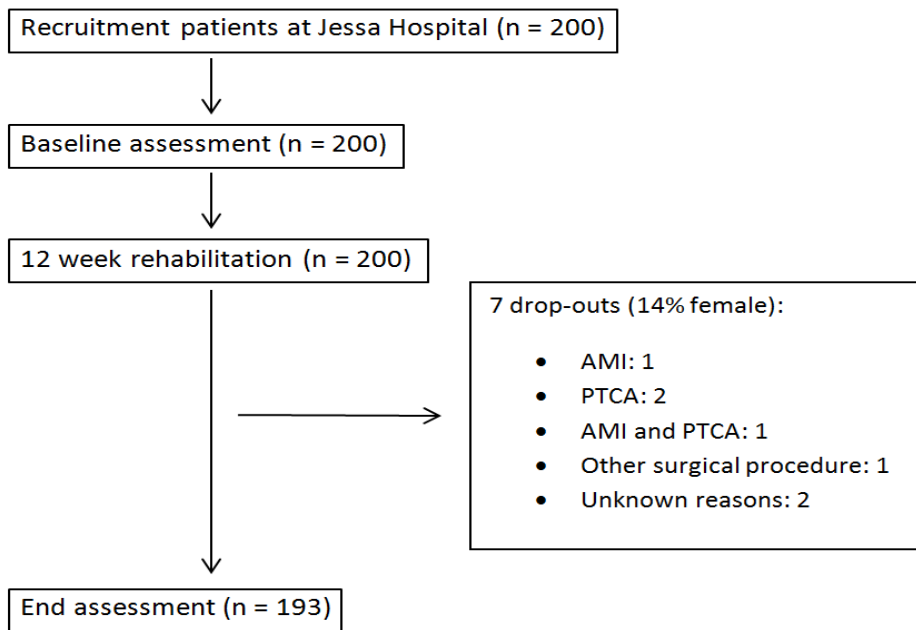 Recruitment patients at Jessa Hospital (n = 200)
Baseline assessment (n = 200)
12 week rehabilitation (n = 200)
7 drop-outs (14% female):
• AMI: 1
• PTCA: 2
• AMI and PTCA: 1
• Other surgical procedure: 1
• Unknown reasons: 2
End assessment (n = 193)